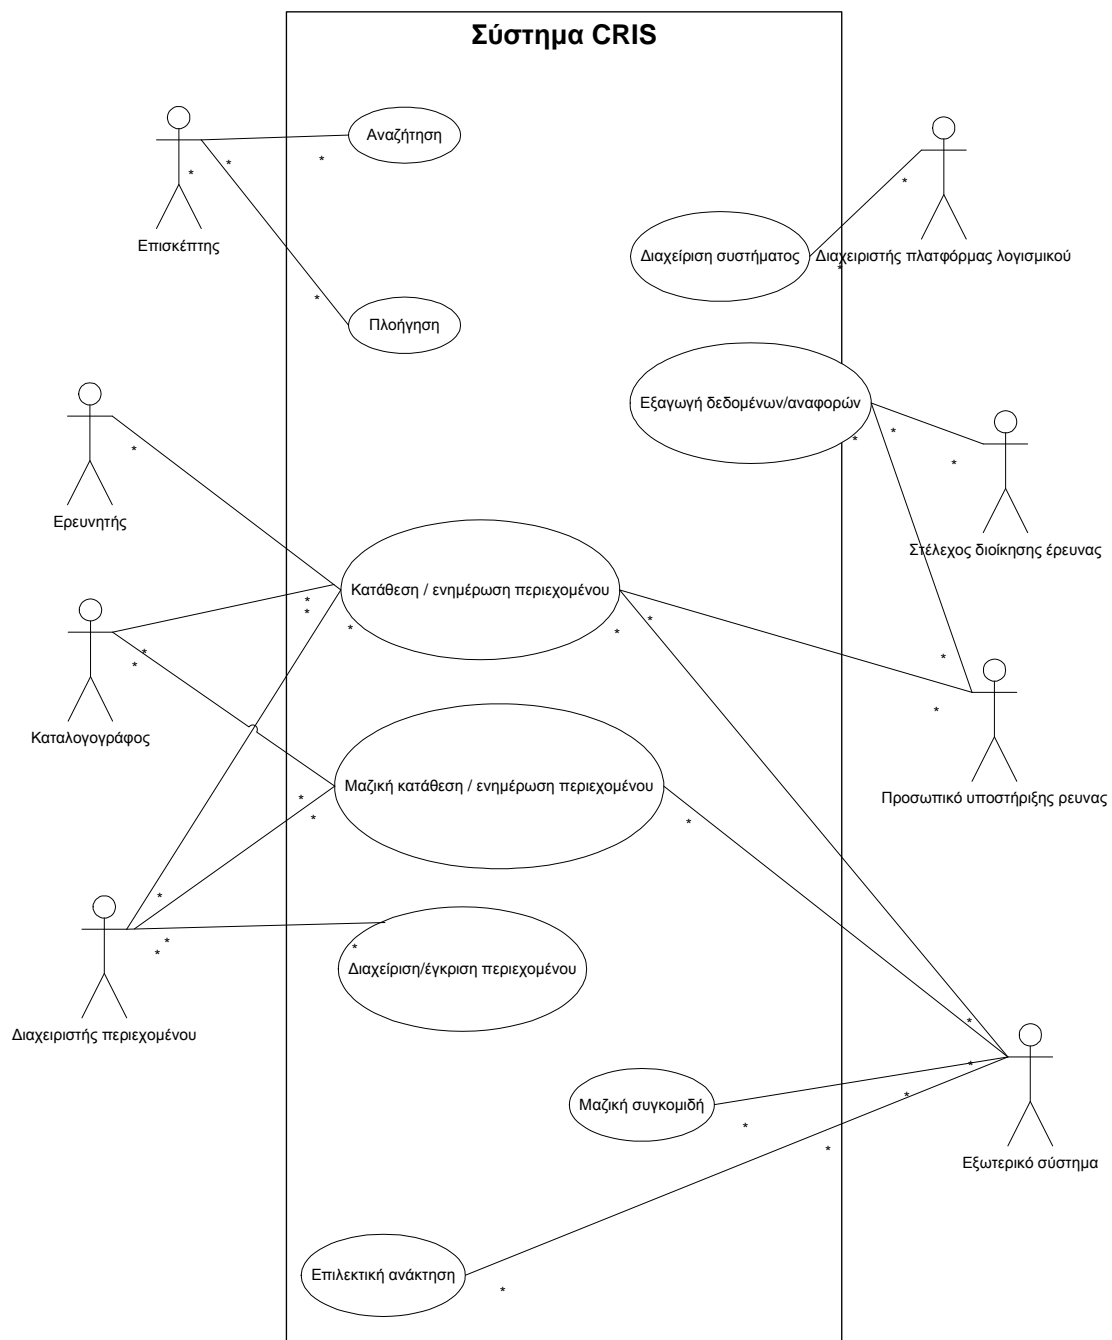 Σύστημα CRIS
Αναζήτηση
Επισκέπτης
Διαχείριση συστήματος
Διαχειριστής πλατφόρμας λογισμικού
Πλοήγηση
Εξαγωγή δεδομένων/αναφορών
Ερευνητής
Στέλεχος διοίκησης έρευνας
Κατάθεση / ενημέρωση περιεχομένου
Καταλογογράφος
Μαζική κατάθεση / ενημέρωση περιεχομένου
Προσωπικό υποστήριξης ρευνας
Διαχείριση/έγκριση περιεχομένου
Διαχειριστής περιεχομένου
Μαζική συγκομιδή
Εξωτερικό σύστημα
Επιλεκτική ανάκτηση